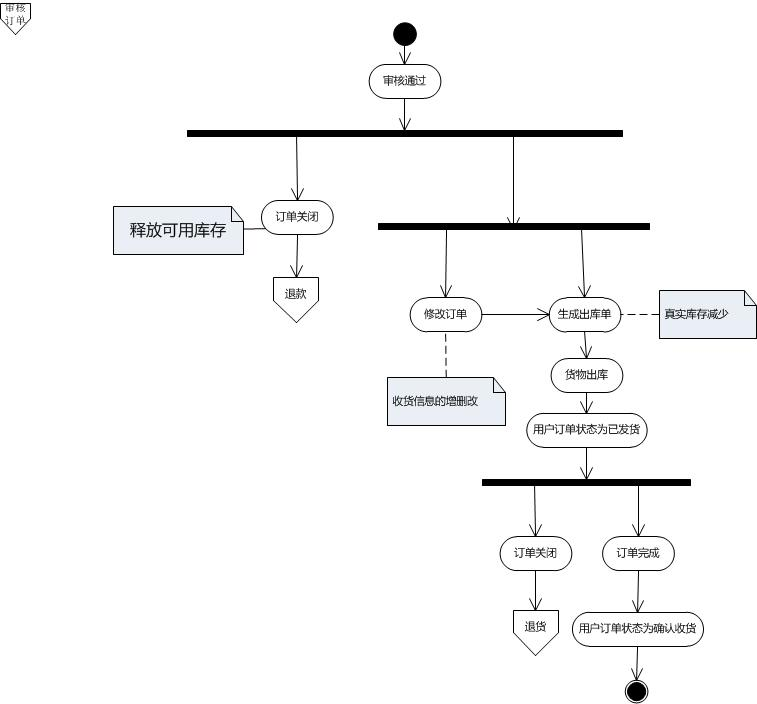 审核
订单
审核通过
订单关闭
释放可用库存
退款
修改订单
生成出库单
真实库存减少
货物出库
收货信息的增删改
用户订单状态为已发货
订单关闭
订单完成
退货
用户订单状态为确认收货